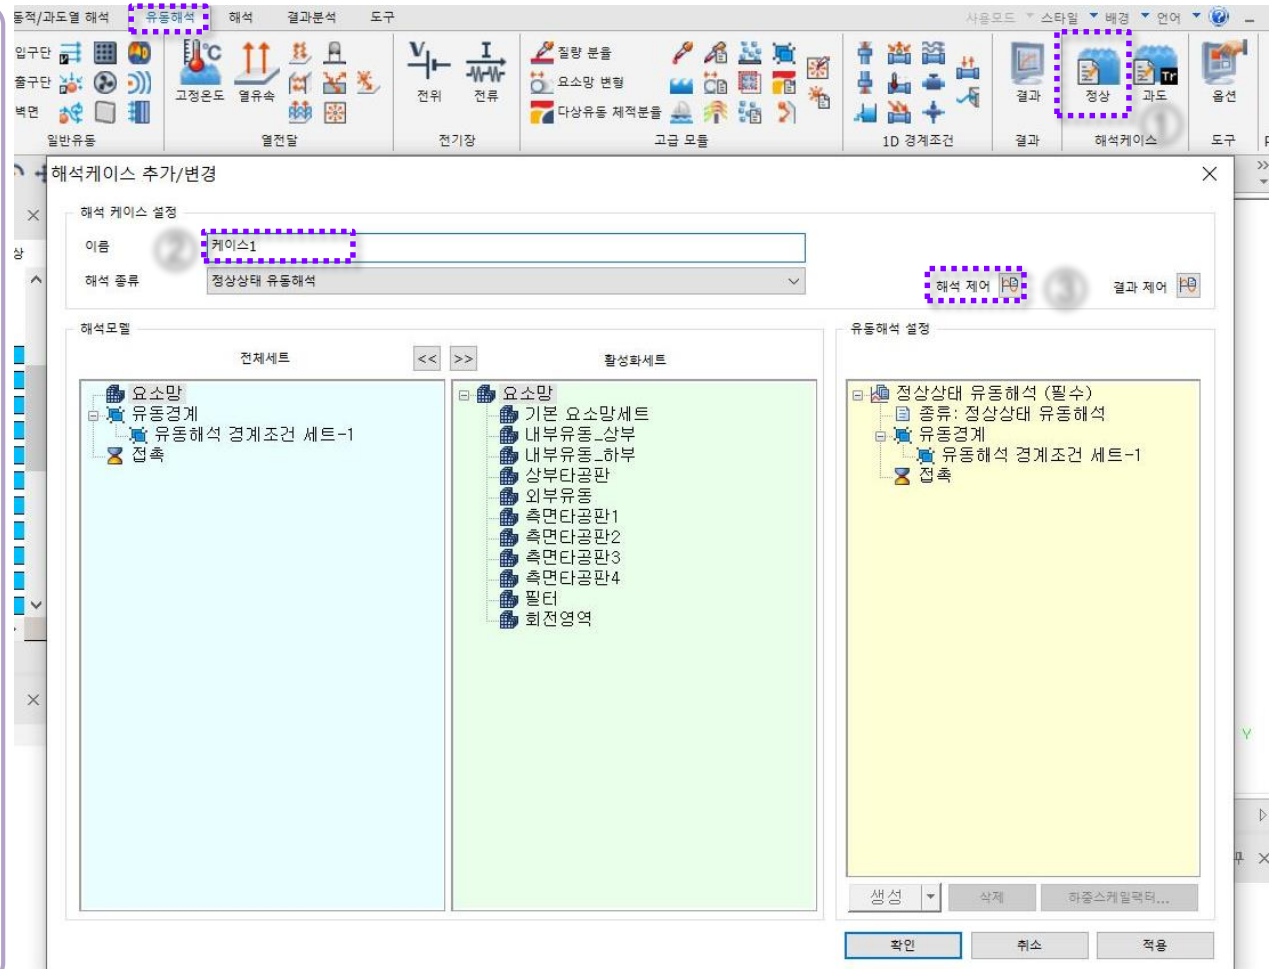 동적/과도열 해석 유동해석 해석 결과분석 도구 사용모드 스타일 배경 언어
입구단
출구단
벽면
℃
고정온도 열유속
V I
전위 전류
질량 분율
요소망 변형
다상유동 체적분율
결과 정상 과도 옵션
Tr
①
일반유동 열전달 전기장 고급 모듈 1D 경계조건 결과 해석케이스 도구
해석케이스 추가/변경
해석 케이스 설정
이름 ② 케이스1
해석 종류 정상상태 유동해석 해석 제어 ③ 결과 제어
해석모델 유동해석 설정
전체세트 << >> 활성화세트
요소망
유동경계
유동해석 경계조건 세트-1
접촉
요소망
기본 요소망세트
내부유동_상부
내부유동_하부
상부타공판
외부유동
측면타공판1
측면타공판2
측면타공판3
측면타공판4
필터
회전영역
정상상태 유동해석 (필수)
종류: 정상상태 유동해석
유동경계
유동해석 경계조건 세트-1
접촉
생성 삭제 하중스케일팩터...
확인 취소 적용
상
Y